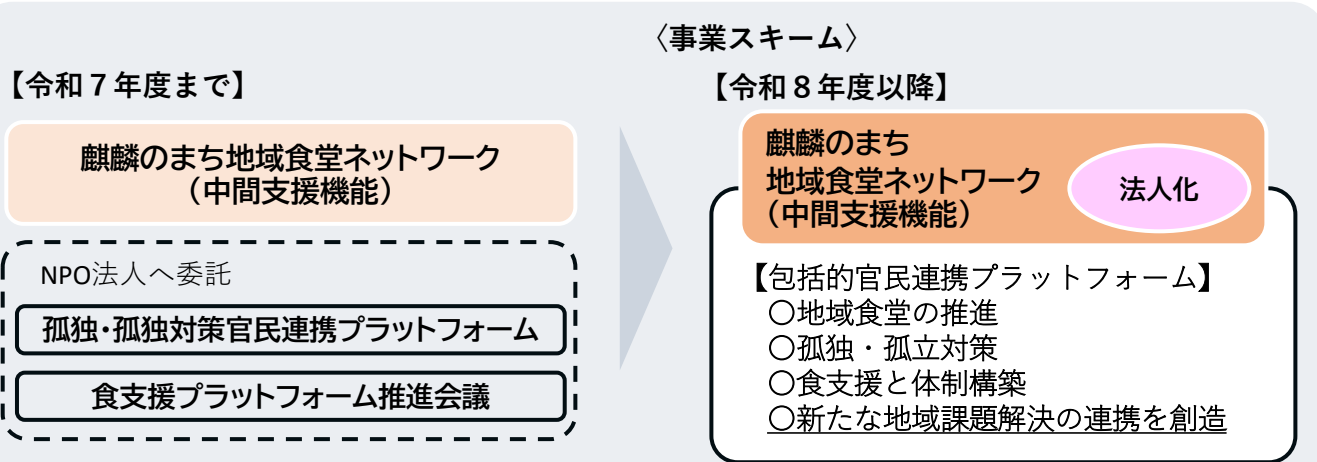 〈事業スキーム〉
【令和７年度まで】
麒麟のまち地域食堂ネットワーク
（中間支援機能）
NPO法人へ委託
孤独・孤独対策官民連携プラットフォーム
食支援プラットフォーム推進会議
【令和８年度以降】
麒麟のまち
地域食堂ネットワーク
（中間支援機能）
法人化
【包括的官民連携プラットフォーム】
〇地域食堂の推進
〇孤独・孤立対策
〇食支援と体制構築
〇新たな地域課題解決の連携を創造